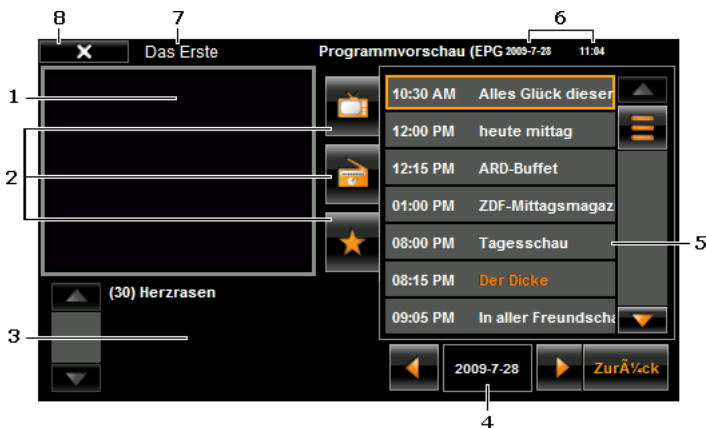 8 7 6
Das Erste Programmvorschau (EPG 2009-7-28 11:04
1
2
3
10:30 AM Alles Glück dieser
12:00 PM heute mittag
12:15 PM ARD-Buffet
01:00 PM ZDF-Mittagsmagaz
08:00 PM Tagesschau
5
08:15 PM Der Dicke
09:05 PM In aller Freundscha
(30) Herzrasen
2009-7-28 ZurÃ¼ck
4